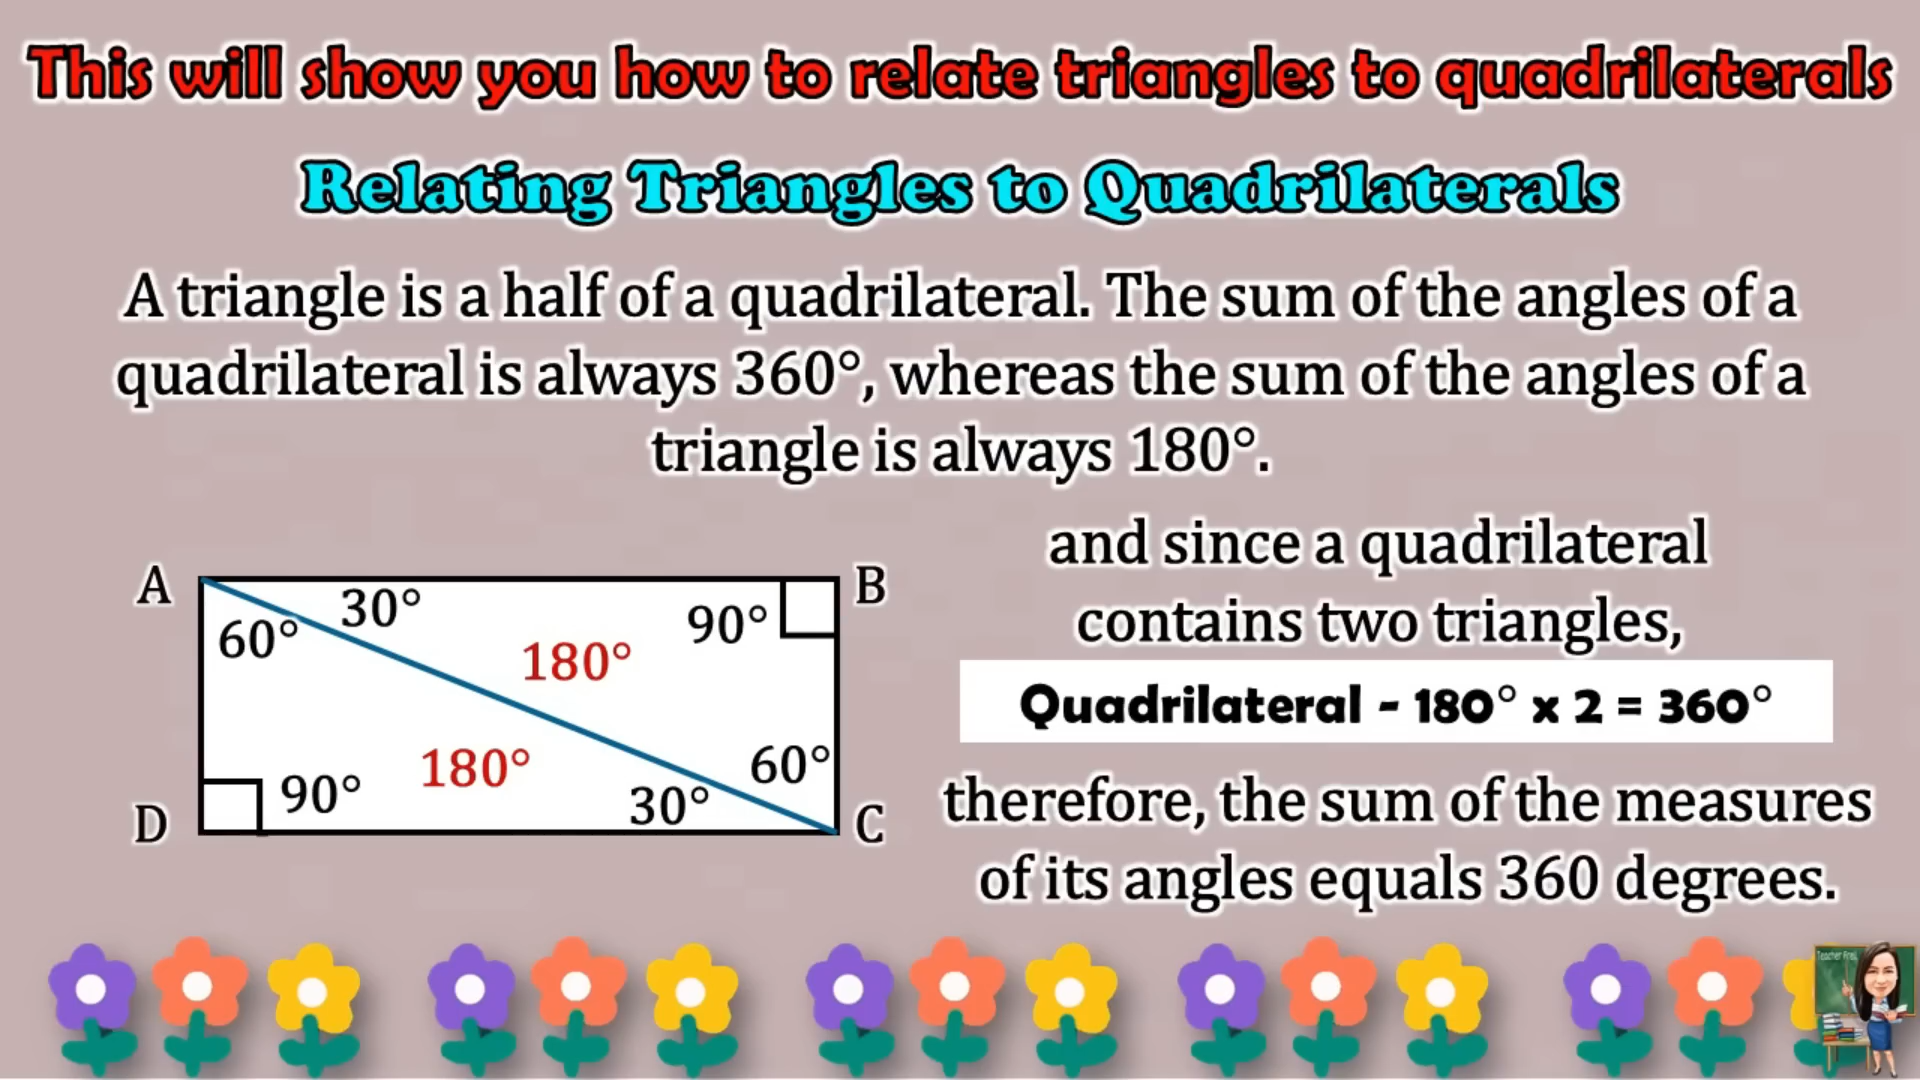 This will show you how to relate triangles to quadrilaterals
Relating Triangles to Quadrilaterals
A triangle is a half of a quadrilateral. The sum of the angles of a
quadrilateral is always 360°, whereas the sum of the angles of a
triangle is always 180°.
A
30°
90°
B
60°
180°
180°
60°
D
90°
30°
C
and since a quadrilateral
contains two triangles,
Quadrilateral - 180° x 2 = 360°
therefore, the sum of the measures
of its angles equals 360 degrees.
Teacher